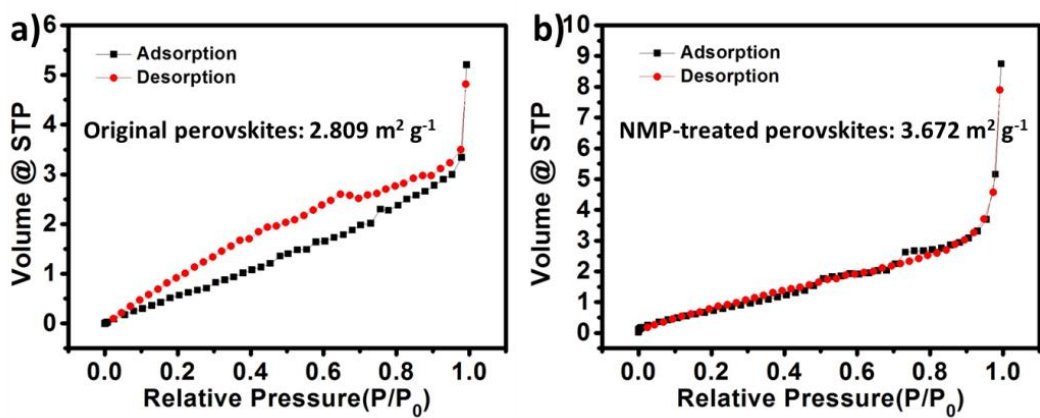 a)
Adsorption
Desorption
Original perovskites: 2.809 m² g⁻¹
Volume @ STP
6
5
4
3
2
1
0
0.0 0.2 0.4 0.6 0.8 1.0
Relative Pressure(P/P₀)
b)
Adsorption
Desorption
NMP-treated perovskites: 3.672 m² g⁻¹
Volume @ STP
10
9
8
7
6
5
4
3
2
1
0
0.0 0.2 0.4 0.6 0.8 1.0
Relative Pressure(P/P₀)